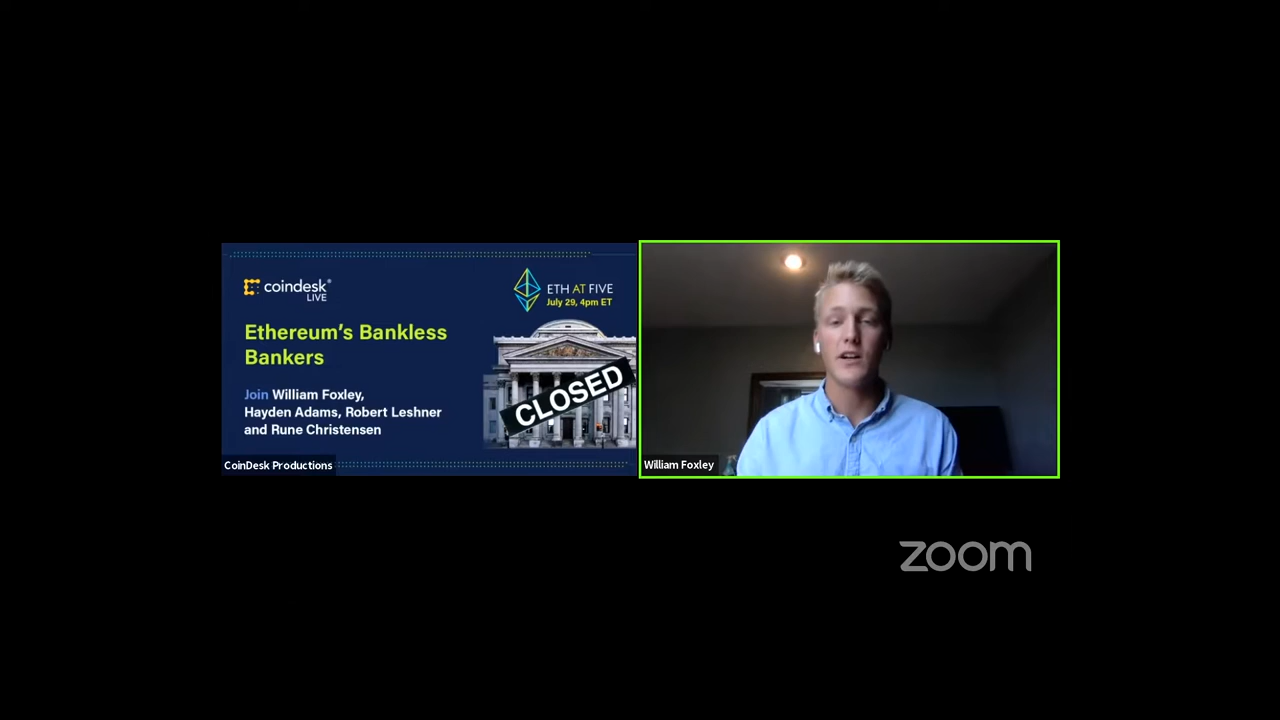 coindesk®
LIVE
ETH AT FIVE
July 29, 4pm ET
Ethereum's Bankless
Bankers
CLOSED
Join William Foxley,
Hayden Adams, Robert Leshner
and Rune Christensen
CoinDesk Productions
William Foxley
zoom